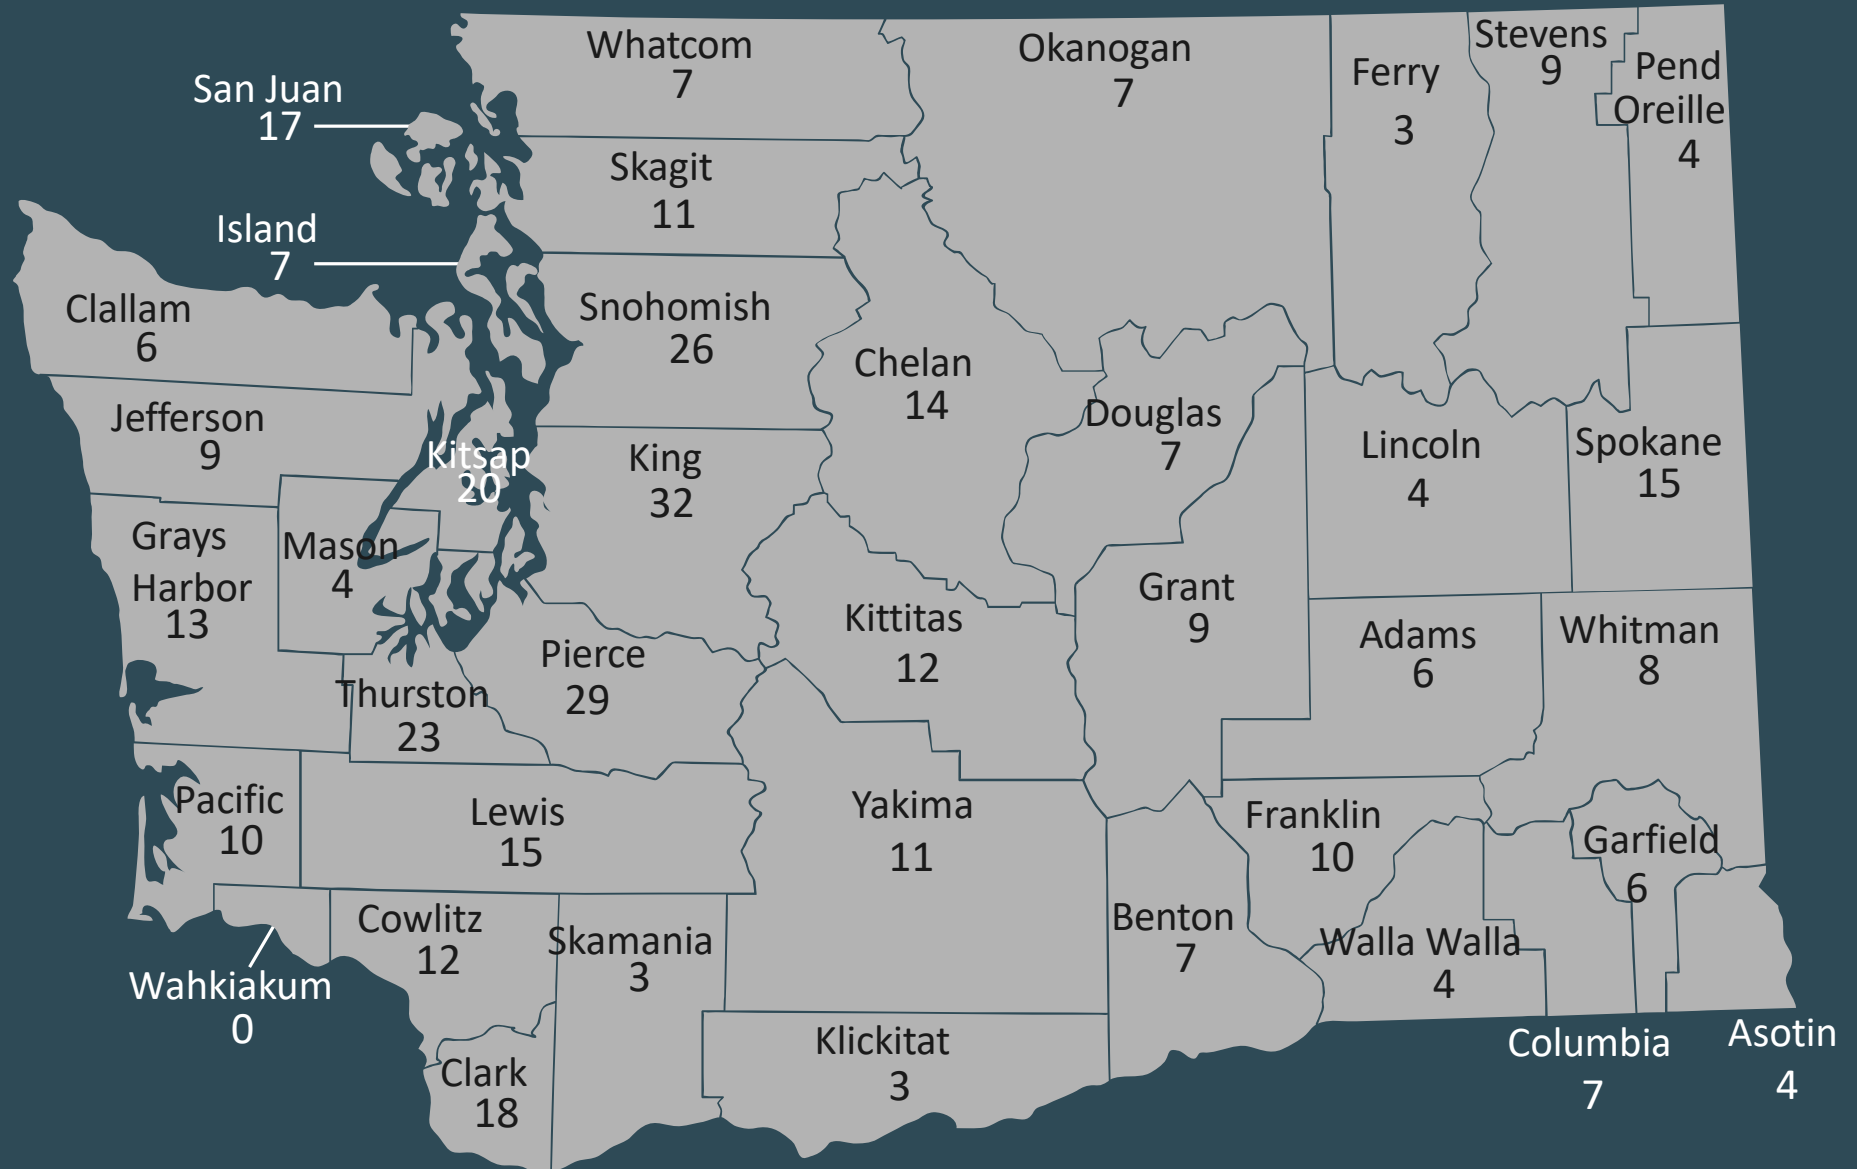 Whatcom
7
Okanogan
7
Ferry
3
Stevens
9
Pend
Oreille
4
San Juan
17
Skagit
11
Island
7
Clallam
6
Snohomish
26
Chelan
14
Douglas
7
Jefferson
9
Kitsap
20
King
32
Lincoln
4
Spokane
15
Grays
Harbor
13
Mason
4
Kittitas
12
Grant
9
Adams
6
Whitman
8
Pierce
29
Thurston
23
Pacific
10
Lewis
15
Yakima
11
Franklin
10
Garfield
6
Benton
7
Walla Walla
4
Cowlitz
12
Skamania
3
Wahkiakum
0
Klickitat
3
Clark
18
Columbia
7
Asotin
4